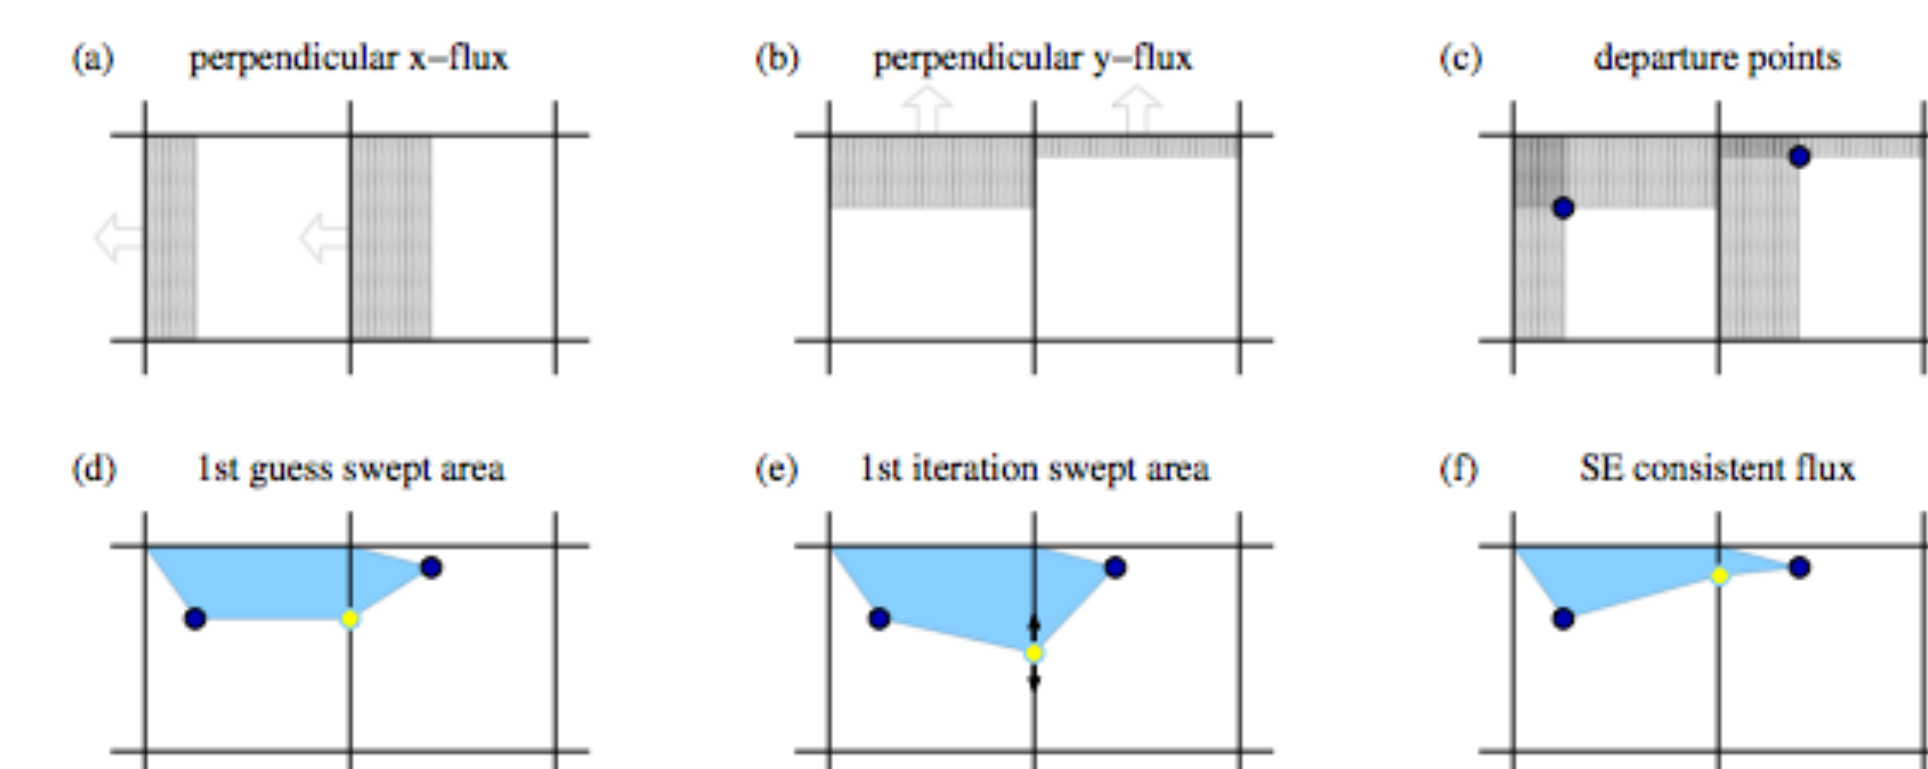 (a) perpendicular x−flux
(b) perpendicular y−flux
(c) departure points
(d) 1st guess swept area
(e) 1st iteration swept area
(f) SE consistent flux